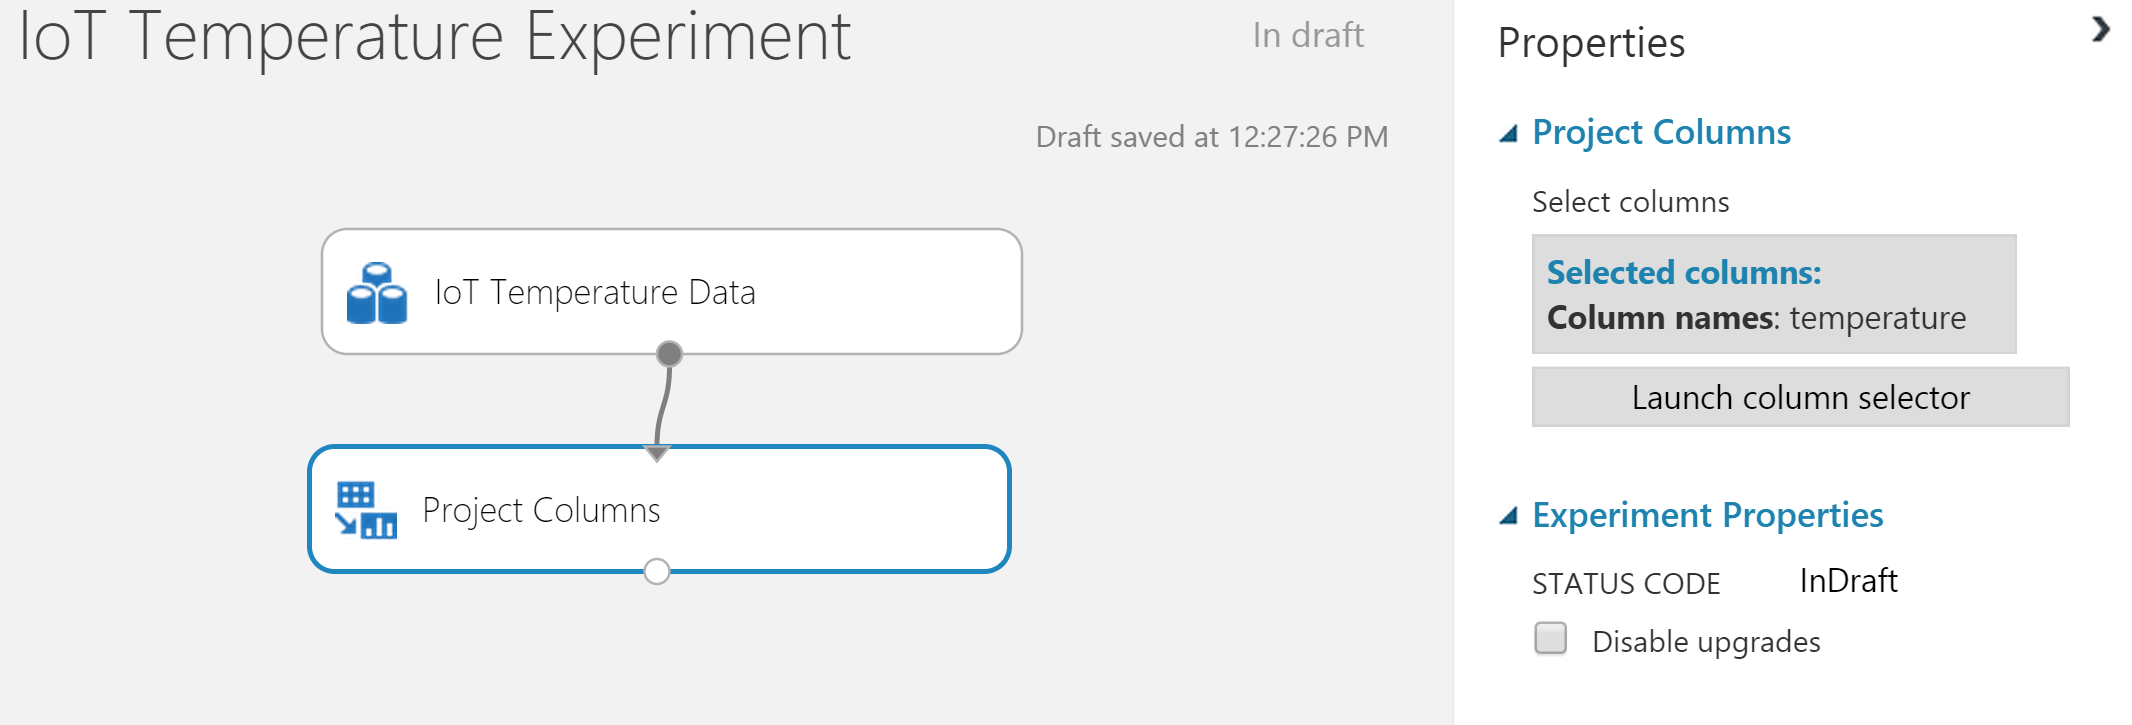 IoT Temperature Experiment
In draft
Draft saved at 12:27:26 PM
IoT Temperature Data
Project Columns
Properties
Project Columns
Select columns
Selected columns:
Column names: temperature
Launch column selector
Experiment Properties
STATUS CODE InDraft
Disable upgrades